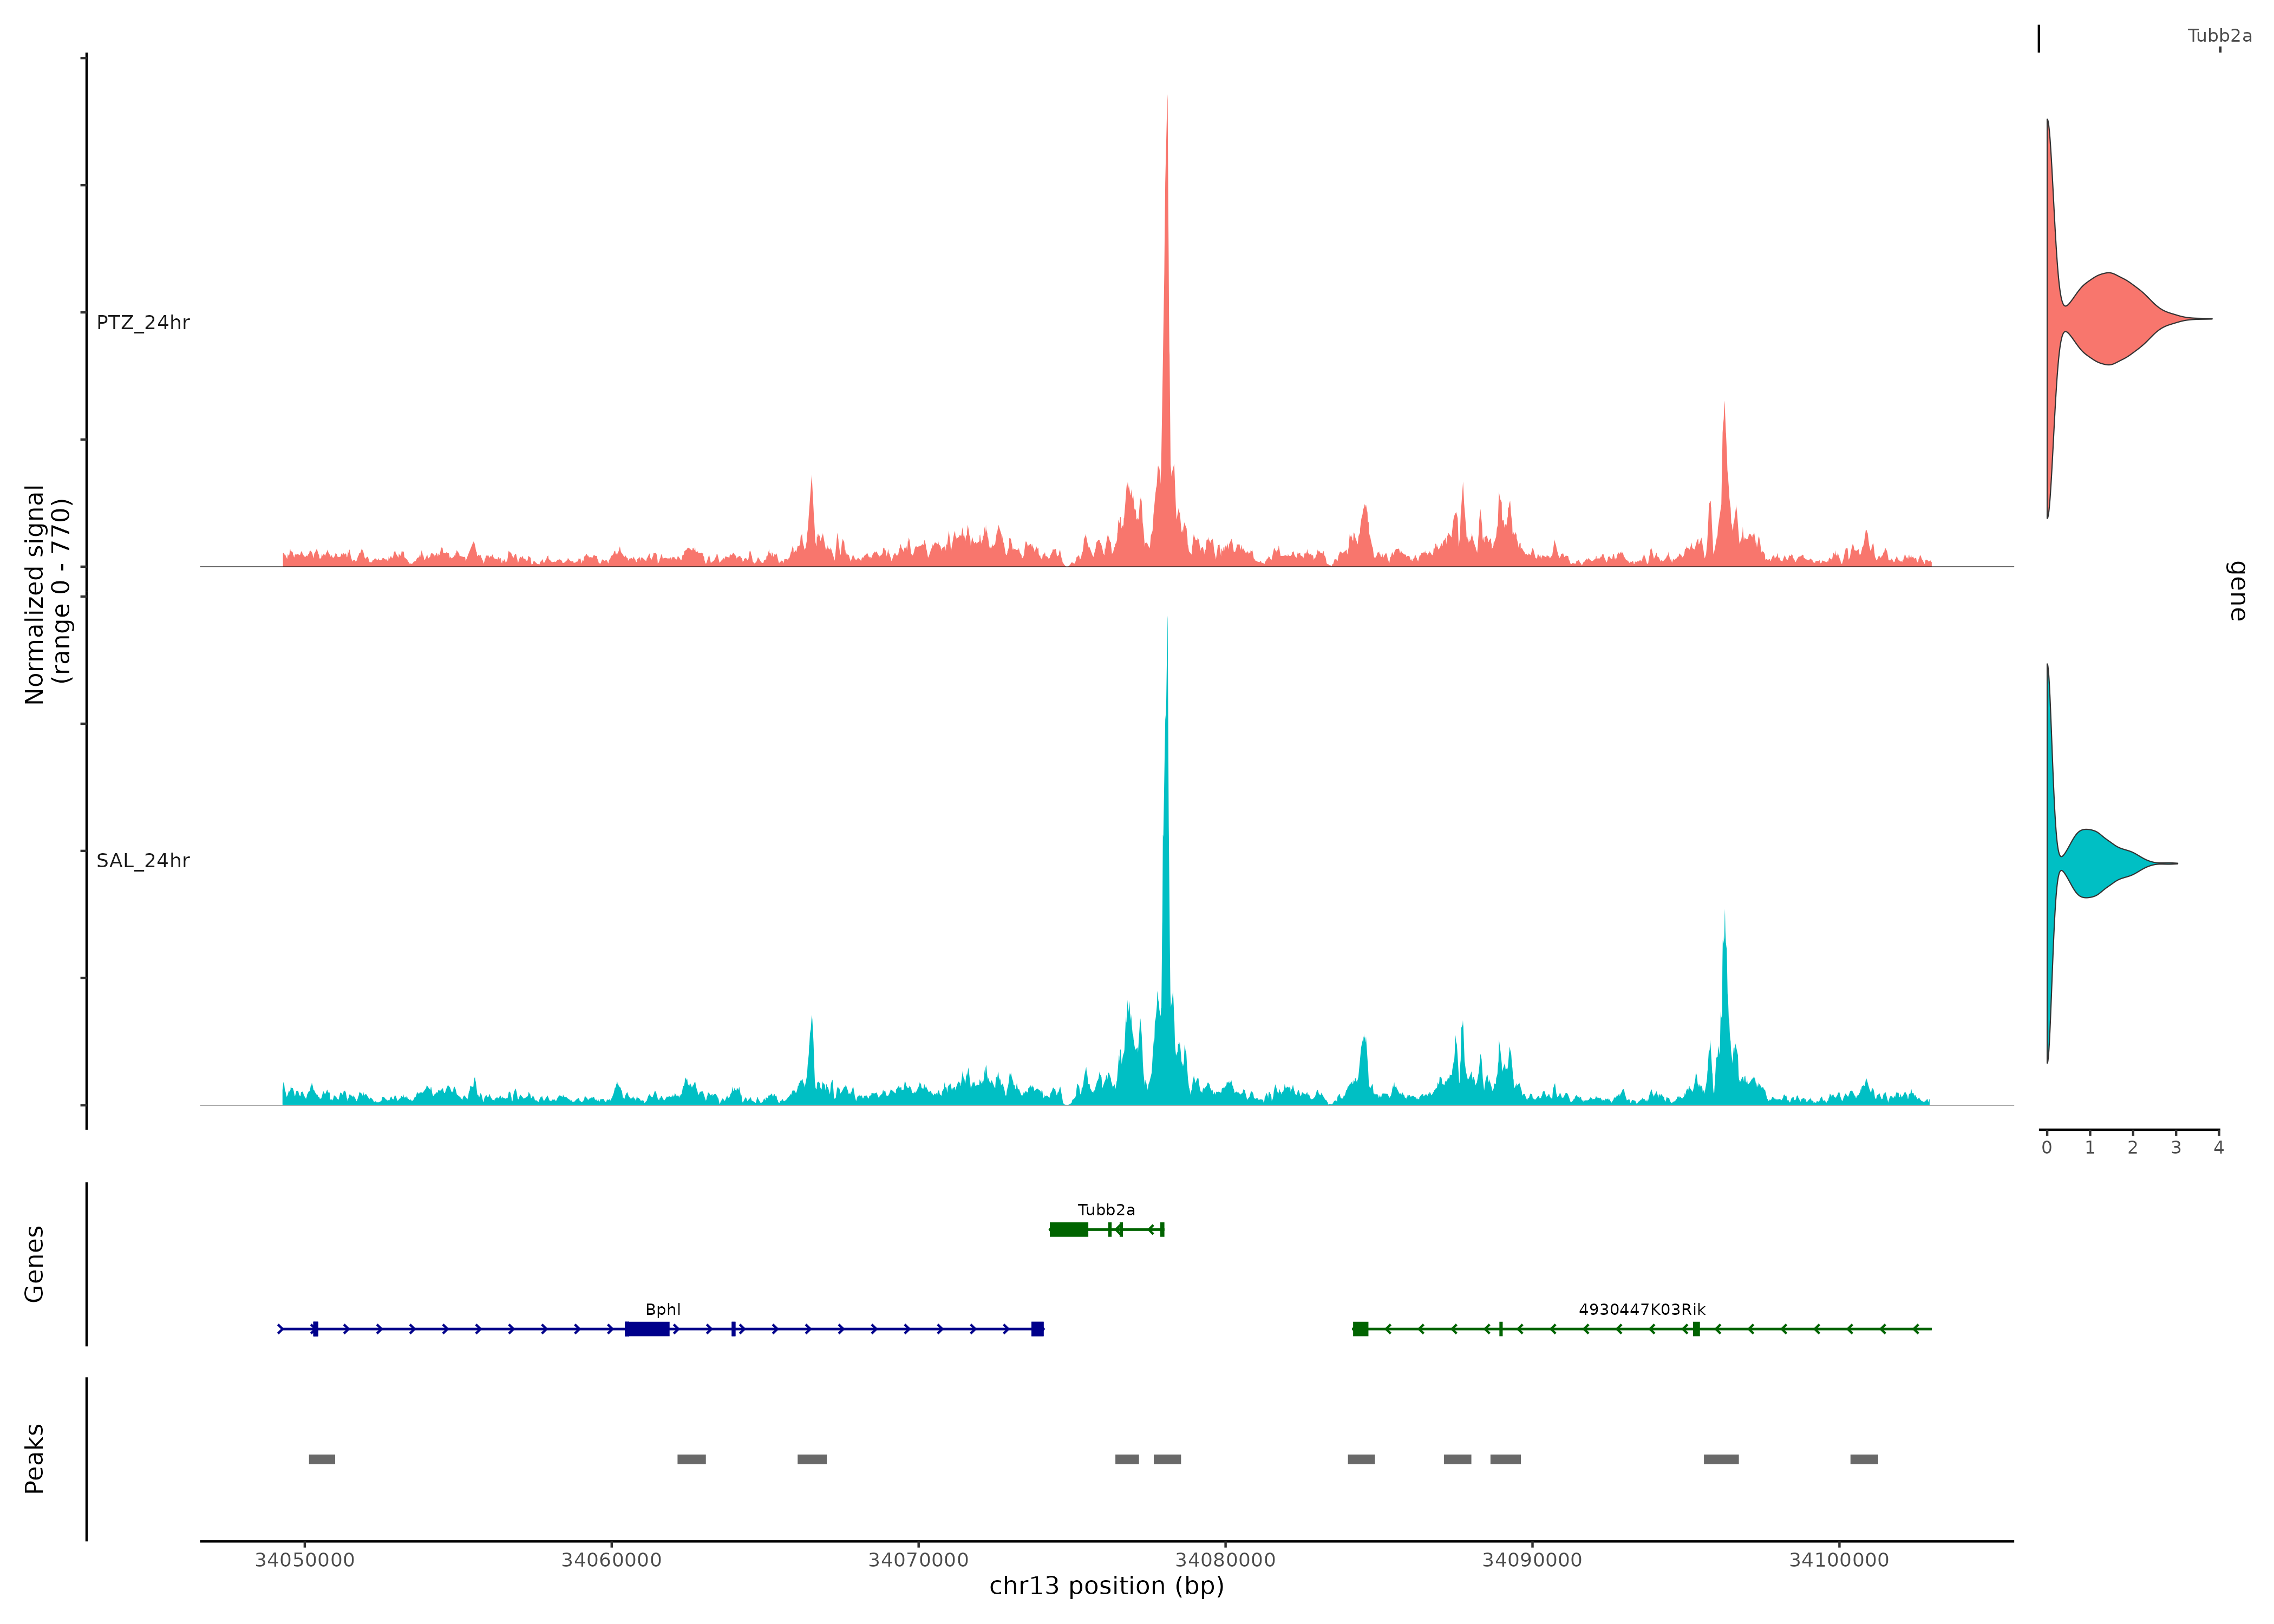 Tubb2a
PTZ_24hr
Normalized signal
(range 0 - 7770)
gene
SAL_24hr
0 1 2 3 4
Genes
Tubb2a
Bphl
4930447K03Rik
Peaks
34050000 34060000 34070000 34080000 34090000 34100000
chr13 position (bp)